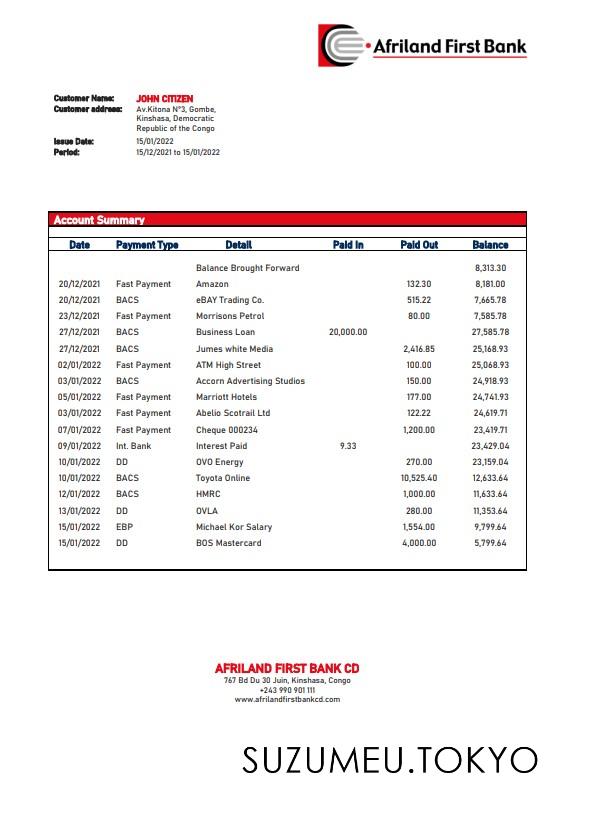 Afriland First Bank
Customer Name: JOHN CITIZEN
Customer address: Av.Kitona N°3, Gombe,
Kinshasa, Democratic
Republic of the Congo
Issue Date: 15/01/2022
Period: 15/12/2021 to 15/01/2022
Account Summary
Date Payment Type Detail Paid In Paid Out Balance
Balance Brought Forward 8,313.30
20/12/2021 Fast Payment Amazon 132.30 8,181.00
20/12/2021 BACS eBAY Trading Co. 515.22 7,665.78
23/12/2021 Fast Payment Morrisons Petrol 80.00 7,585.78
27/12/2021 BACS Business Loan 20,000.00 27,585.78
27/12/2021 BACS Jumes white Media 2,416.85 25,168.93
02/01/2022 Fast Payment ATM High Street 100.00 25,068.93
03/01/2022 BACS Accorn Advertising Studios 150.00 24,918.93
05/01/2022 Fast Payment Marriott Hotels 177.00 24,741.93
03/01/2022 Fast Payment Abelio Scotrail Ltd 122.22 24,619.71
07/01/2022 Fast Payment Cheque 000234 1,200.00 23,419.71
09/01/2022 Int. Bank Interest Paid 9.33 23,429.04
10/01/2022 DD OVO Energy 270.00 23,159.04
10/01/2022 BACS Toyota Online 10,525.40 12,633.64
12/01/2022 BACS HMRC 1,000.00 11,633.64
13/01/2022 DD OVLA 280.00 11,353.64
15/01/2022 EBP Michael Kor Salary 1,554.00 9,799.64
15/01/2022 DD BOS Mastercard 4,000.00 5,799.64
AFRILAND FIRST BANK CD
767 Bd Du 30 Juin, Kinshasa, Congo
+243 990 901 111
www.afrilandfirstbankcd.com
SUZUMEU.TOKYO